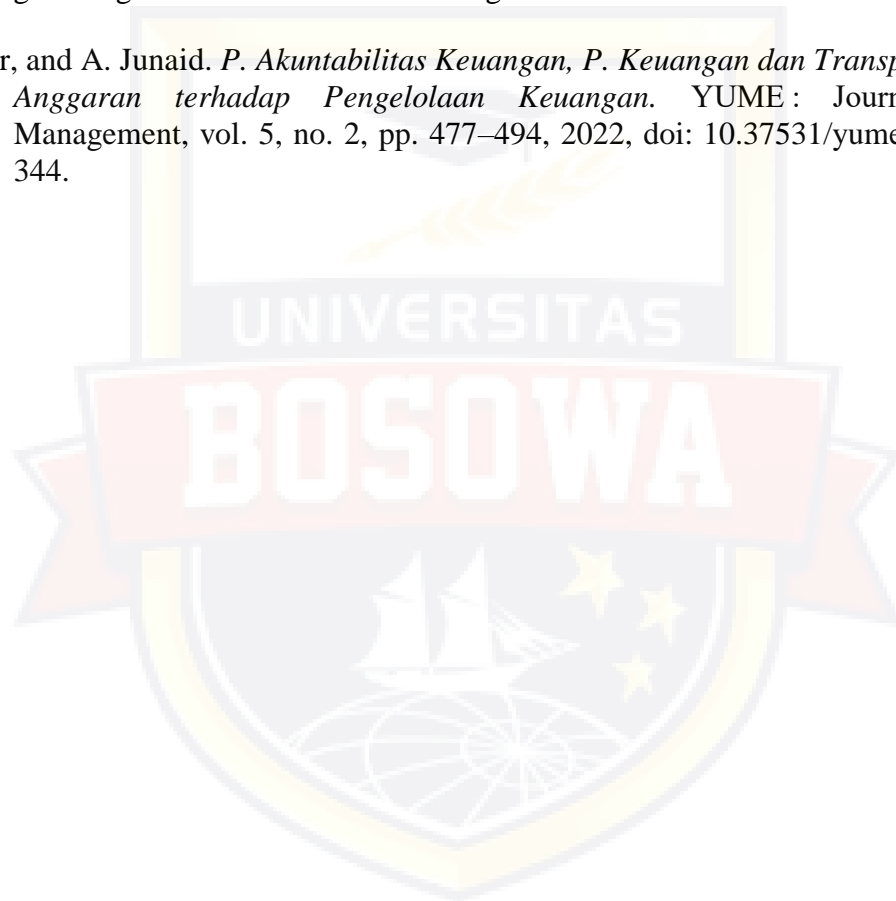 r, and A. Junaid. P. Akuntabilitas Keuangan, P. Keuangan dan Transp
Anggaran terhadap Pengelolaan Keuangan. YUME : Journ
Management, vol. 5, no. 2, pp. 477–494, 2022, doi: 10.37531/yume
344.
UNIVERSITAS
BOSOWA